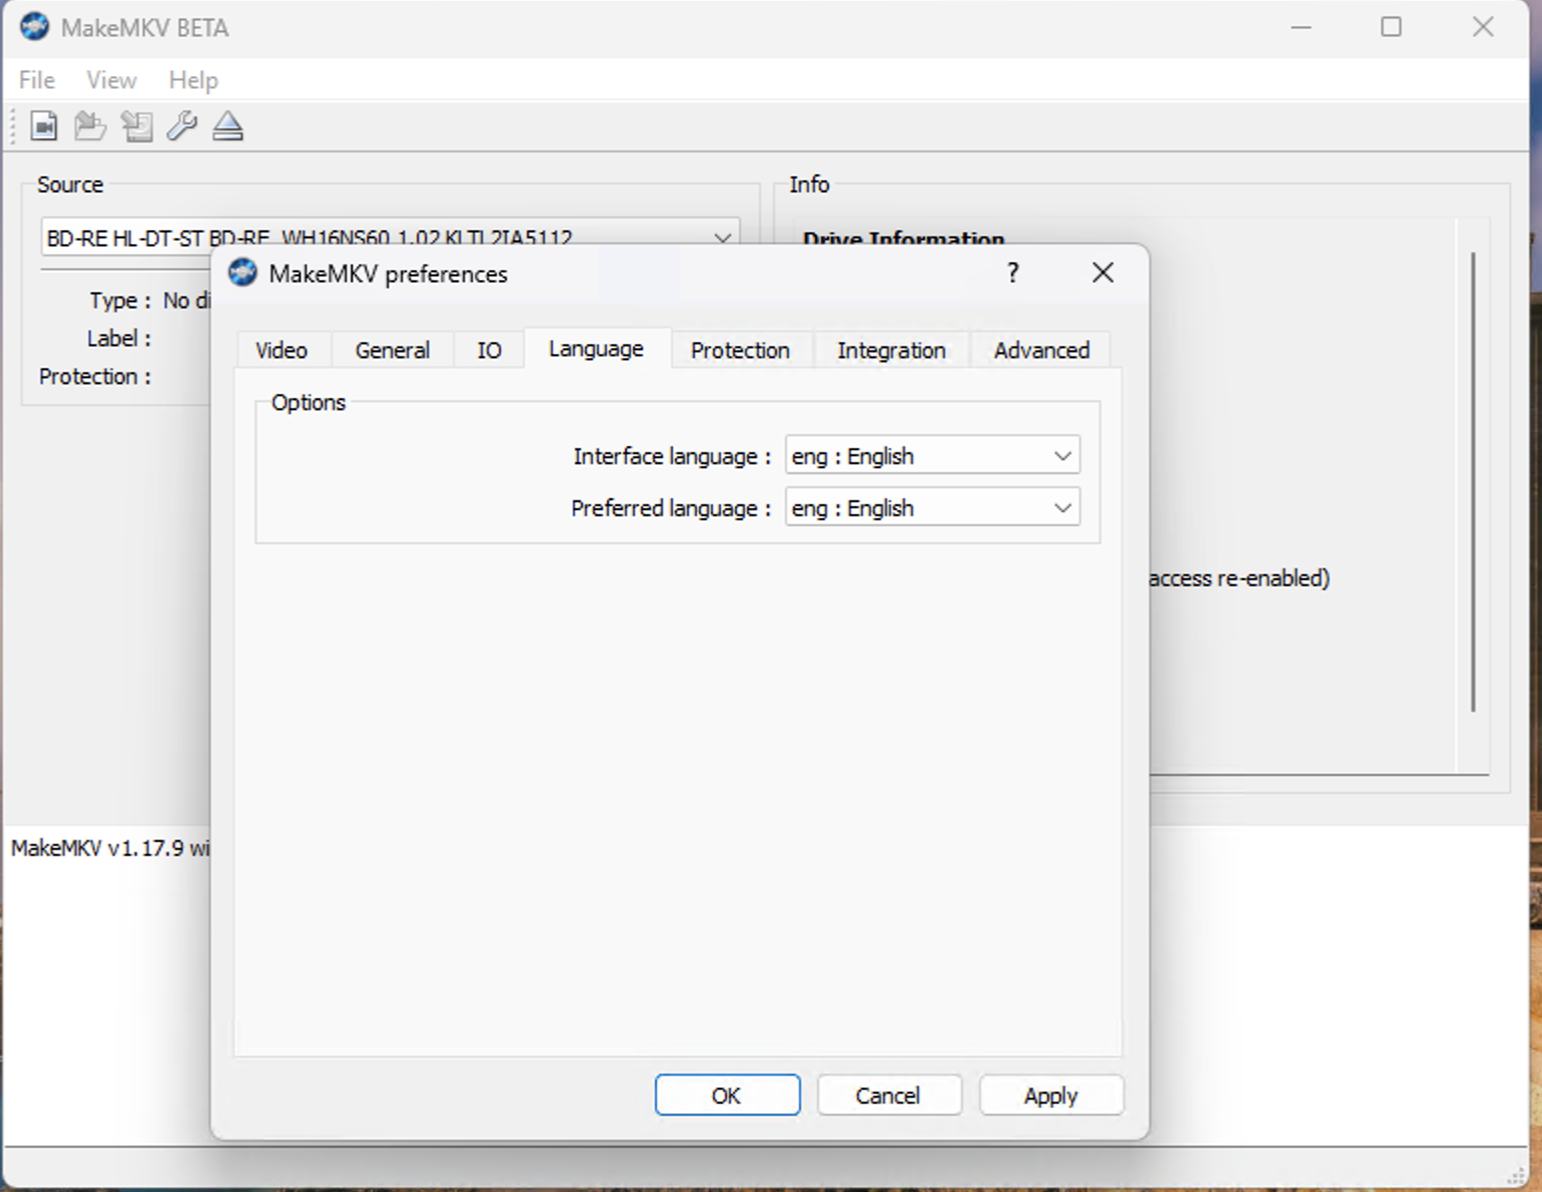 MakeMKV BETA
File View Help
Source
Info
BD-RE HL-DT-ST BD-RE WH16NS60 1.02 KLTL2IA5112
Drive Information
Type : No di
Label :
Protection :
MakeMKV preferences
?
Video General IO Language Protection Integration Advanced
Options
Interface language : eng : English
Preferred language : eng : English
access re-enabled)
MakeMKV v1.17.9 wi
OK Cancel Apply